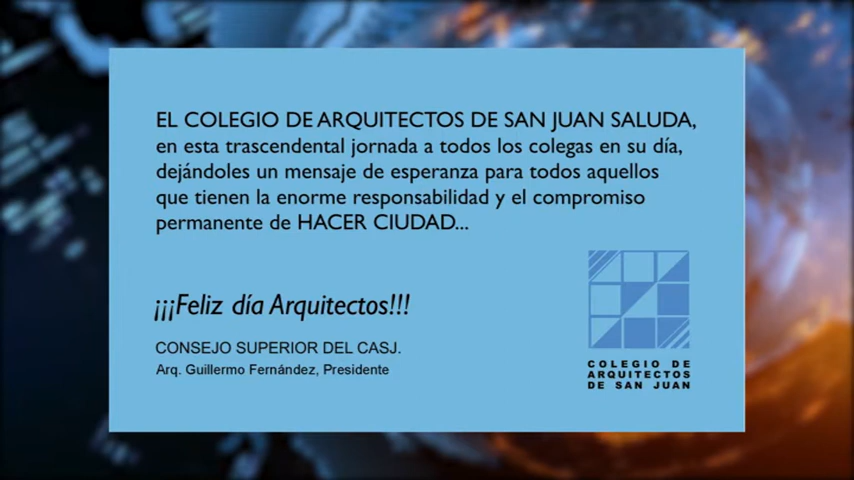 EL COLEGIO DE ARQUITECTOS DE SAN JUAN SALUDA,
en esta trascendental jornada a todos los colegas en su día,
dejándoles un mensaje de esperanza para todos aquellos
que tienen la enorme responsabilidad y el compromiso
permanente de HACER CIUDAD...
¡¡¡Feliz día Arquitectos!!!
CONSEJO SUPERIOR DEL CASJ.
Arq. Guillermo Fernández, Presidente
COLEGIO DE
ARQUITECTOS
DE SAN JUAN